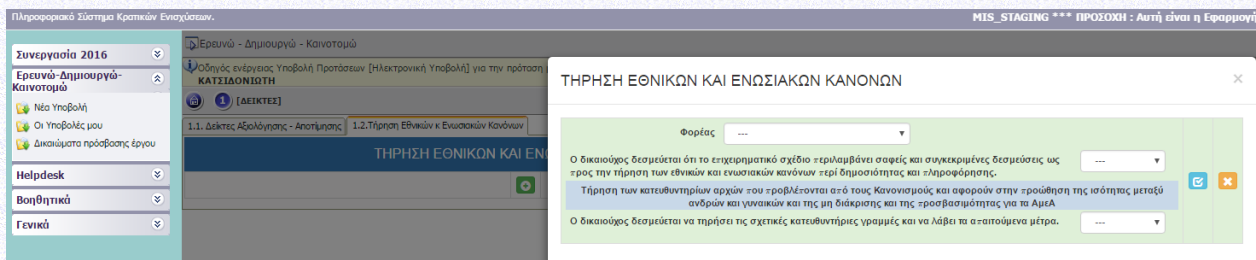 Πληροφοριακό Σύστημα Κρατικών Ενισχύσεων.
MIS_STAGING *** ΠΡΟΣΟΧΗ : Αυτή είναι η Εφαρμογή
Συνεργασία 2016
Ερευνώ-Δημιουργώ-
Καινοτομώ
Νέα Υποβολή
Οι Υποβολές μου
Δικαιώματα πρόσβασης έργου
Helpdesk
Βοηθητικά
Γενικά
Ερευνώ - Δημιουργώ - Καινοτομώ
Οδηγός ενέργειας Υποβολή Προτάσεων [Ηλεκτρονική Υποβολή] για την πρόταση
ΚΑΤΣΙΔΟΝΙΩΤΗ
1 [ΔΕΙΚΤΕΣ]
1.1. Δείκτες Αξιολόγησης - Αποτίμησης
1.2.Τήρηση Εθνικών κ Ενωσιακών Κανόνων
ΤΗΡΗΣΗ ΕΘΝΙΚΩΝ ΚΑΙ ΕΝ
ΤΗΡΗΣΗ ΕΘΝΙΚΩΝ ΚΑΙ ΕΝΩΣΙΑΚΩΝ ΚΑΝΟΝΩΝ
×
Φορέας ---
Ο δικαιούχος δεσμεύεται ότι το επιχειρηματικό σχέδιο περιλαμβάνει σαφείς και συγκεκριμένες δεσμεύσεις ως
προς την τήρηση των εθνικών και ενωσιακών κανόνων περί δημοσιότητας και πληροφόρησης.
---
Τήρηση των κατευθυντηρίων αρχών που προβλέπονται από τους Κανονισμούς και αφορούν στην προώθηση της ισότητας μεταξύ
ανδρών και γυναικών και της μη διάκρισης και της προσβασιμότητας για τα ΑμεΑ
Ο δικαιούχος δεσμεύεται να τηρήσει τις σχετικές κατευθυντήριες γραμμές και να λάβει τα απαιτούμενα μέτρα.
---